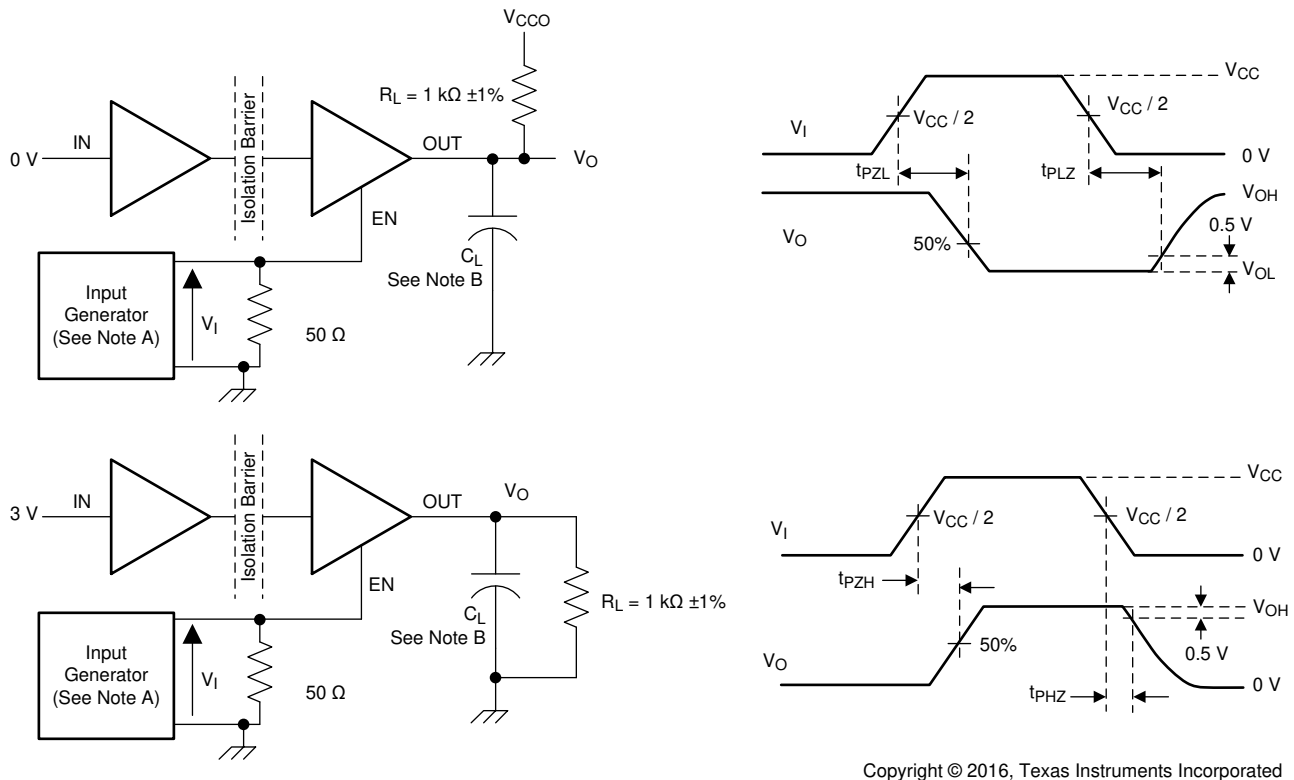 VCCO
RL = 1 kΩ ±1%
Isolation Barrier
0 V
IN
OUT
VO
EN
CL
See Note B
Input
Generator
(See Note A)
VI
50 Ω
VCC
VI
VCC / 2
VCC / 2
0 V
tPZL
tPLZ
VOH
0.5 V
VO
50%
VOL
Isolation Barrier
3 V
IN
OUT
VO
EN
CL
See Note B
RL = 1 kΩ ±1%
Input
Generator
(See Note A)
VI
50 Ω
VCC
VI
VCC / 2
VCC / 2
0 V
tPZH
VOH
0.5 V
50%
VO
0 V
tPHZ
Copyright © 2016, Texas Instruments Incorporated